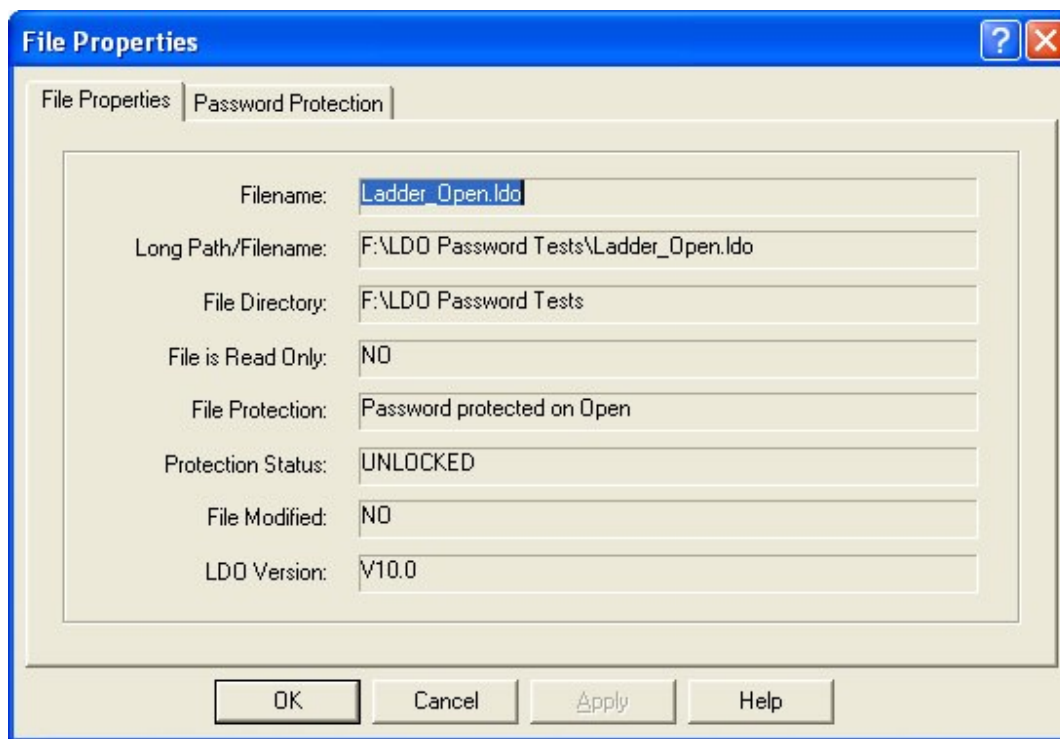 File Properties
File Properties Password Protection
Filename: Ladder_Open.ldo
Long Path/Filename: F:\LDO Password Tests\Ladder_Open.ldo
File Directory: F:\LDO Password Tests
File is Read Only: NO
File Protection: Password protected on Open
Protection Status: UNLOCKED
File Modified: NO
LDO Version: V10.0
OK Cancel Apply Help